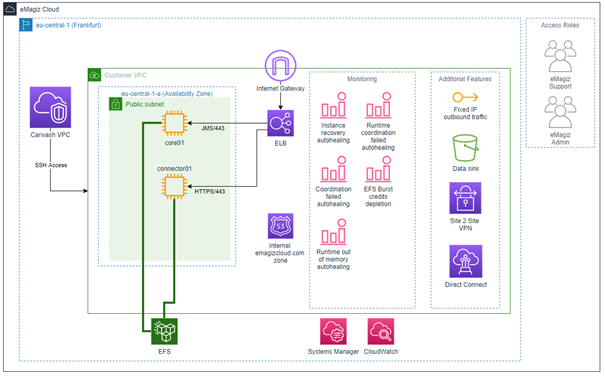 eMagiz Cloud
eu-central-1 (Frankfurt)
Access Roles
eMagiz
Support
eMagiz
Admin
Customer VPC
eu-central-1-a (Availability Zone)
Public subnet
Internet Gateway
Monitoring
Additional Features
Carwash VPC
SSH Access
core01
JMS/443
ELB
connector01
HTTPS/443
Instance
recovery
autohealing
Runtime
coordination
failed
autohealing
Coordination
failed
autohealing
EFS Burst
credits
depletion
Runtime out
of memory
autohealing
Fixed IP
outbound traffic
Data sink
Site 2 Site
VPN
Direct Connect
53
Internal
emagizcloud.com
zone
EFS
Systems Manager
CloudWatch